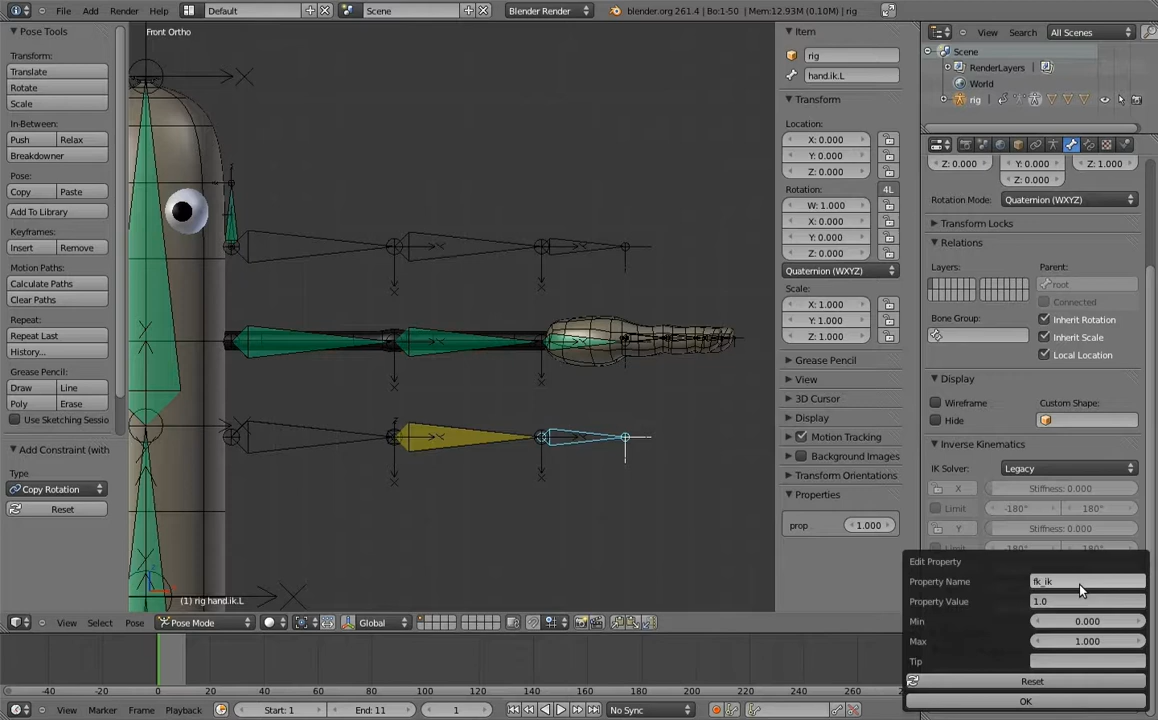 File Add Render Help Default Scene Blender Render blender.org 261.4 | Bo:1-50 | Mem:12.93M (0.10M) | rig
Pose Tools
Transform:
Translate
Rotate
Scale
In-Between:
Push Relax
Breakdowner
Pose:
Copy Paste
Add To Library
Keyframes:
Insert Remove
Motion Paths:
Calculate Paths
Clear Paths
Repeat:
Repeat Last
History...
Grease Pencil:
Draw Line
Poly Erase
Use Sketching Sessio
Add Constraint (with
Type
Copy Rotation
Reset
Front Ortho
(1) rig hand.ik.L
Item
rig
hand.ik.L
Transform
Location:
X: 0.000
Y: 0.000
Z: 0.000
Rotation: 4L
W: 1.000
X: 0.000
Y: 0.000
Z: 0.000
Quaternion (WXYZ)
Scale:
X: 1.000
Y: 1.000
Z: 1.000
Grease Pencil
View
3D Cursor
Display
Motion Tracking
Background Images
Transform Orientations
Properties
prop 1.000
View Search All Scenes
Scene
RenderLayers
World
rig
Z: 0.000 Y: 0.000 Z: 1.000
Z: 0.000
Rotation Mode: Quaternion (WXYZ)
Transform Locks
Relations
Layers: Parent:
root
Connected
Bone Group: Inherit Rotation
Inherit Scale
Local Location
Display
Wireframe Custom Shape:
Hide
Inverse Kinematics
IK Solver: Legacy
X Stiffness: 0.000
Limit -180° 180°
Y Stiffness: 0.000
Limit -180° 180°
Edit Property
Property Name fk_ik
Property Value 1.0
Min 0.000
Max 1.000
Tip
Reset
OK
View Select Pose Pose Mode Global
-40 -20 0 20 40 60 80 100 120 140 160 180 200 220 240 260
View Marker Frame Playback Start: 1 End: 11 1 No Sync